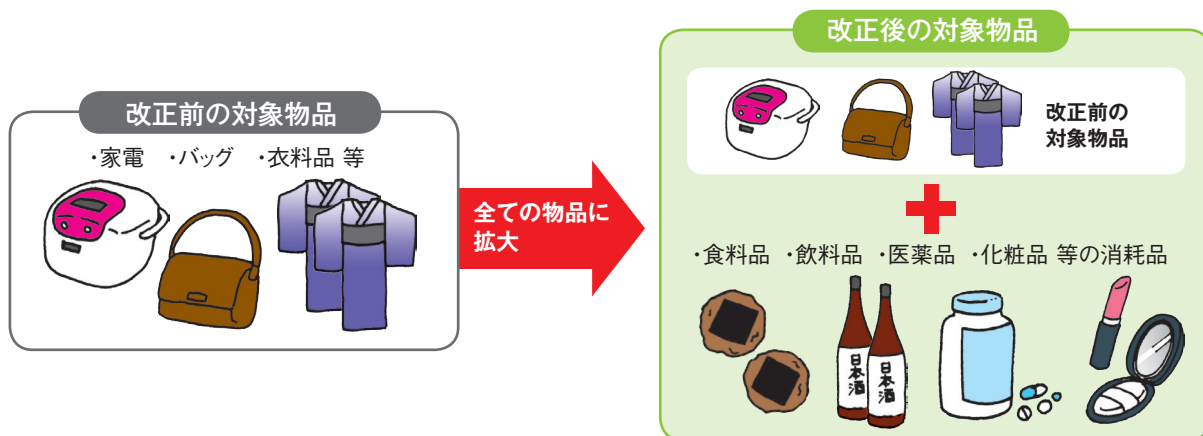 改正前の対象物品
・家電 ・バッグ ・衣料品 等
全ての物品に
拡大
改正後の対象物品
改正前の
対象物品
・食料品 ・飲料品 ・医薬品 ・化粧品 等の消耗品
日本酒
日本酒